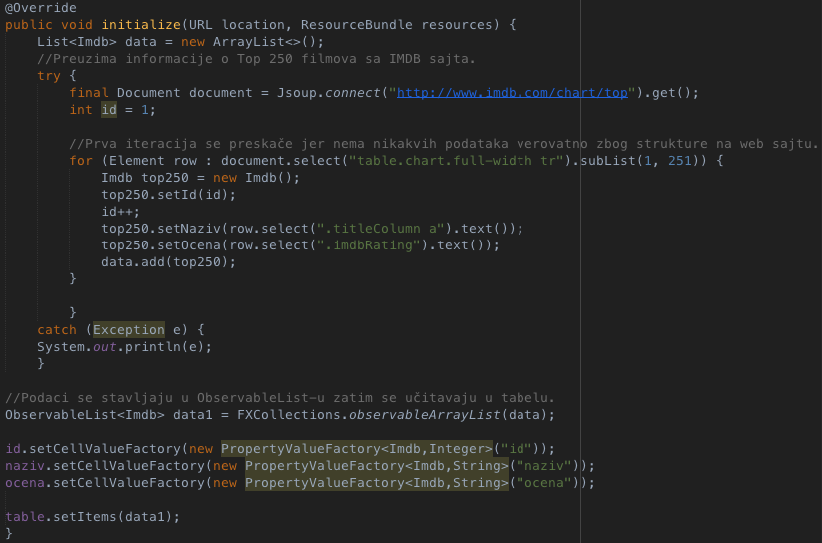 @Override
public void initialize(URL location, ResourceBundle resources) {
    List<Imdb> data = new ArrayList<>();
    //Preuzima informacije o Top 250 filmova sa IMDB sajta.
    try {
        final Document document = Jsoup.connect("http://www.imdb.com/chart/top").get();
        int id = 1;

        //Prva iteracija se preskače jer nema nikakvih podataka verovatno zbog strukture na web sajtu.
        for (Element row : document.select("table.chart.full-width tr").subList(1, 251)) {
            Imdb top250 = new Imdb();
            top250.setId(id);
            id++;
            top250.setNaziv(row.select(".titleColumn a").text());
            top250.setOcena(row.select(".imdbRating").text());
            data.add(top250);
        }

        }
    catch (Exception e) {
    System.out.println(e);
    }

//Podaci se stavljaju u ObservableList-u zatim se učitavaju u tabelu.
ObservableList<Imdb> data1 = FXCollections.observableArrayList(data);

id.setCellValueFactory(new PropertyValueFactory<Imdb,Integer>("id"));
naziv.setCellValueFactory(new PropertyValueFactory<Imdb,String>("naziv"));
ocena.setCellValueFactory(new PropertyValueFactory<Imdb,String>("ocena"));

table.setItems(data1);
}